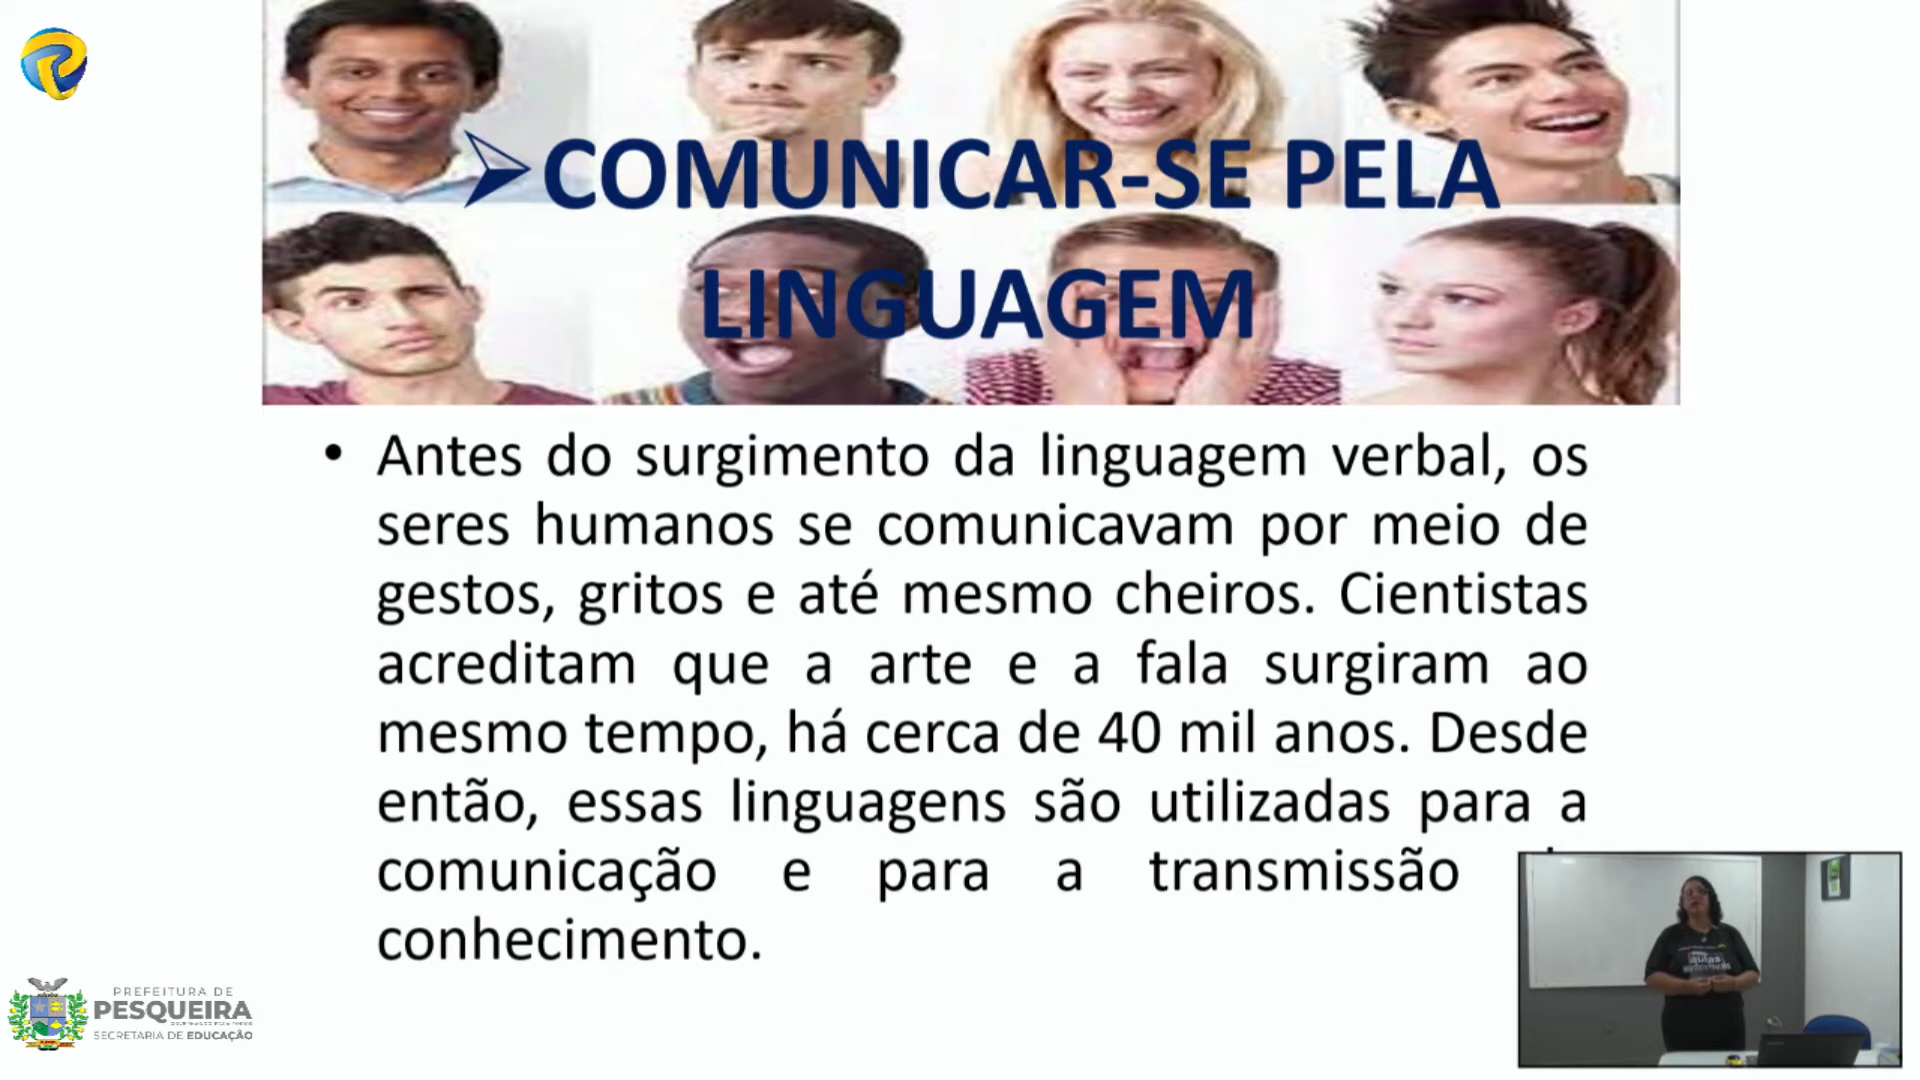 COMUNICAR-SE PELA
LINGUAGEM
• Antes do surgimento da linguagem verbal, os
seres humanos se comunicavam por meio de
gestos, gritos e até mesmo cheiros. Cientistas
acreditam que a arte e a fala surgiram ao
mesmo tempo, há cerca de 40 mil anos. Desde
então, essas linguagens são utilizadas para a
comunicação e para a transmissão
conhecimento.
PREFEITURA DE
PESQUEIRA
SECRETARIA DE EDUCAÇÃO